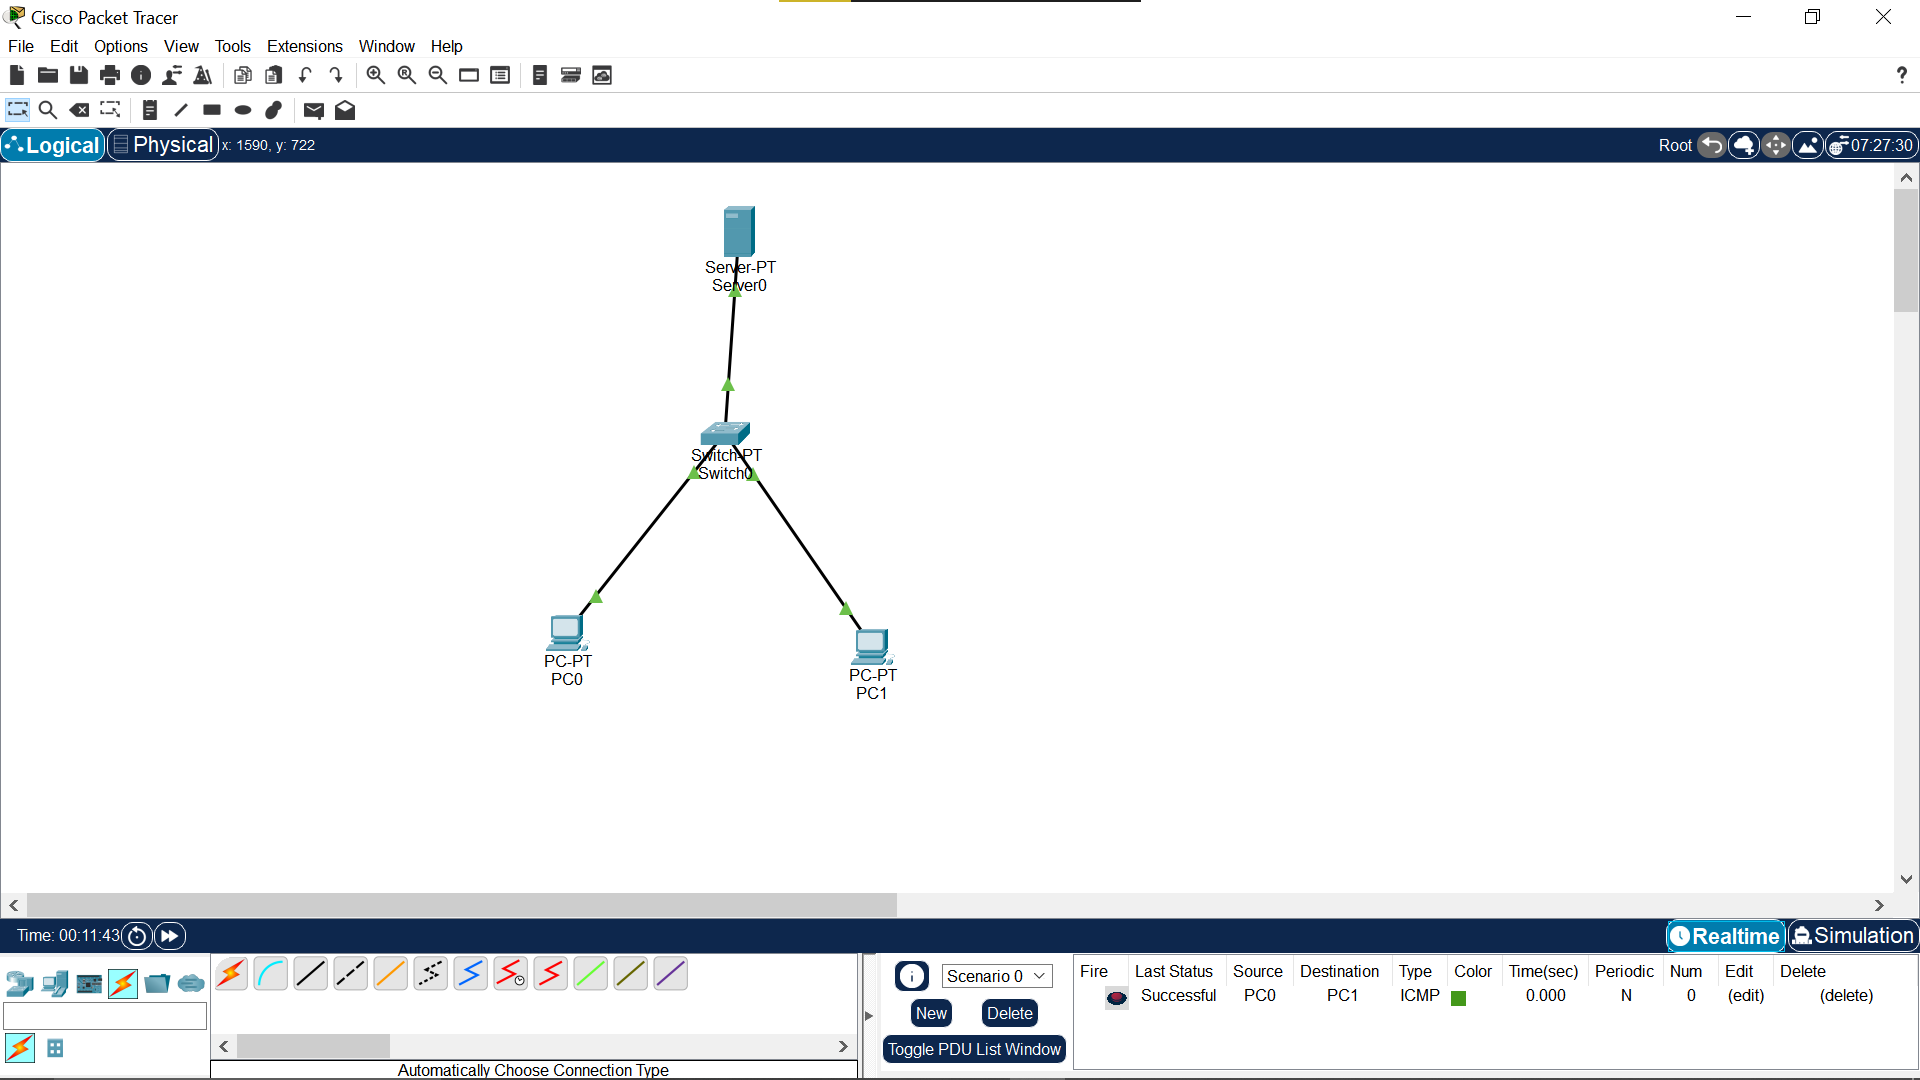 Cisco Packet Tracer
File Edit Options View Tools Extensions Window Help
?
Logical Physical x: 1590, y: 722 Root 07:27:30
Server-PT
Server0
Switch-PT
Switch0
PC-PT
PC0
PC-PT
PC1
Time: 00:11:43 Realtime Simulation
Scenario 0
New Delete
Toggle PDU List Window
Fire Last Status Source Destination Type Color Time(sec) Periodic Num Edit Delete
Successful PC0 PC1 ICMP 0.000 N 0 (edit) (delete)
Automatically Choose Connection Type